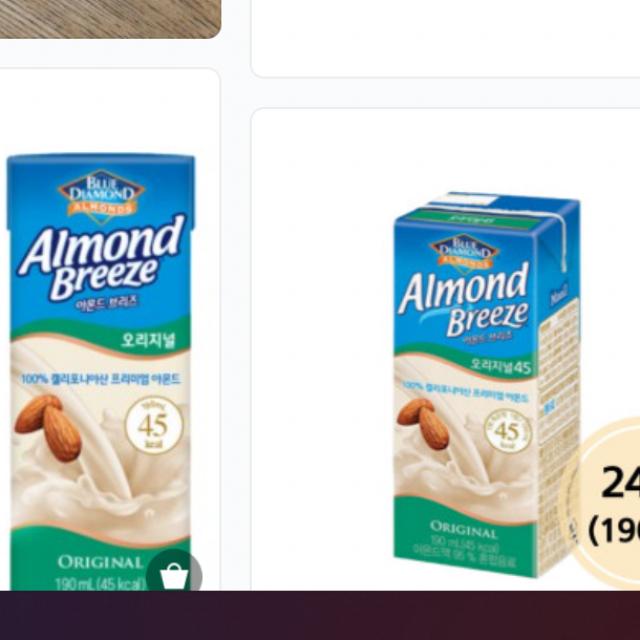 BLUE
DIAMOND
ALMONDS
Almond
Breeze
아몬드 브리즈
오리지널
100% 캘리포니아산 프리미엄 아몬드
45
kcal
ORIGINAL
190 mL (45 kcal)
BLUE
DIAMOND
ALMONDS
Almond
Breeze
아몬드 브리즈
오리지널45
100% 캘리포니아산 프리미엄 아몬드
45
kcal
ORIGINAL
190 mL(45 kcal)
아몬드액 95 % 혼합음료
24
(190